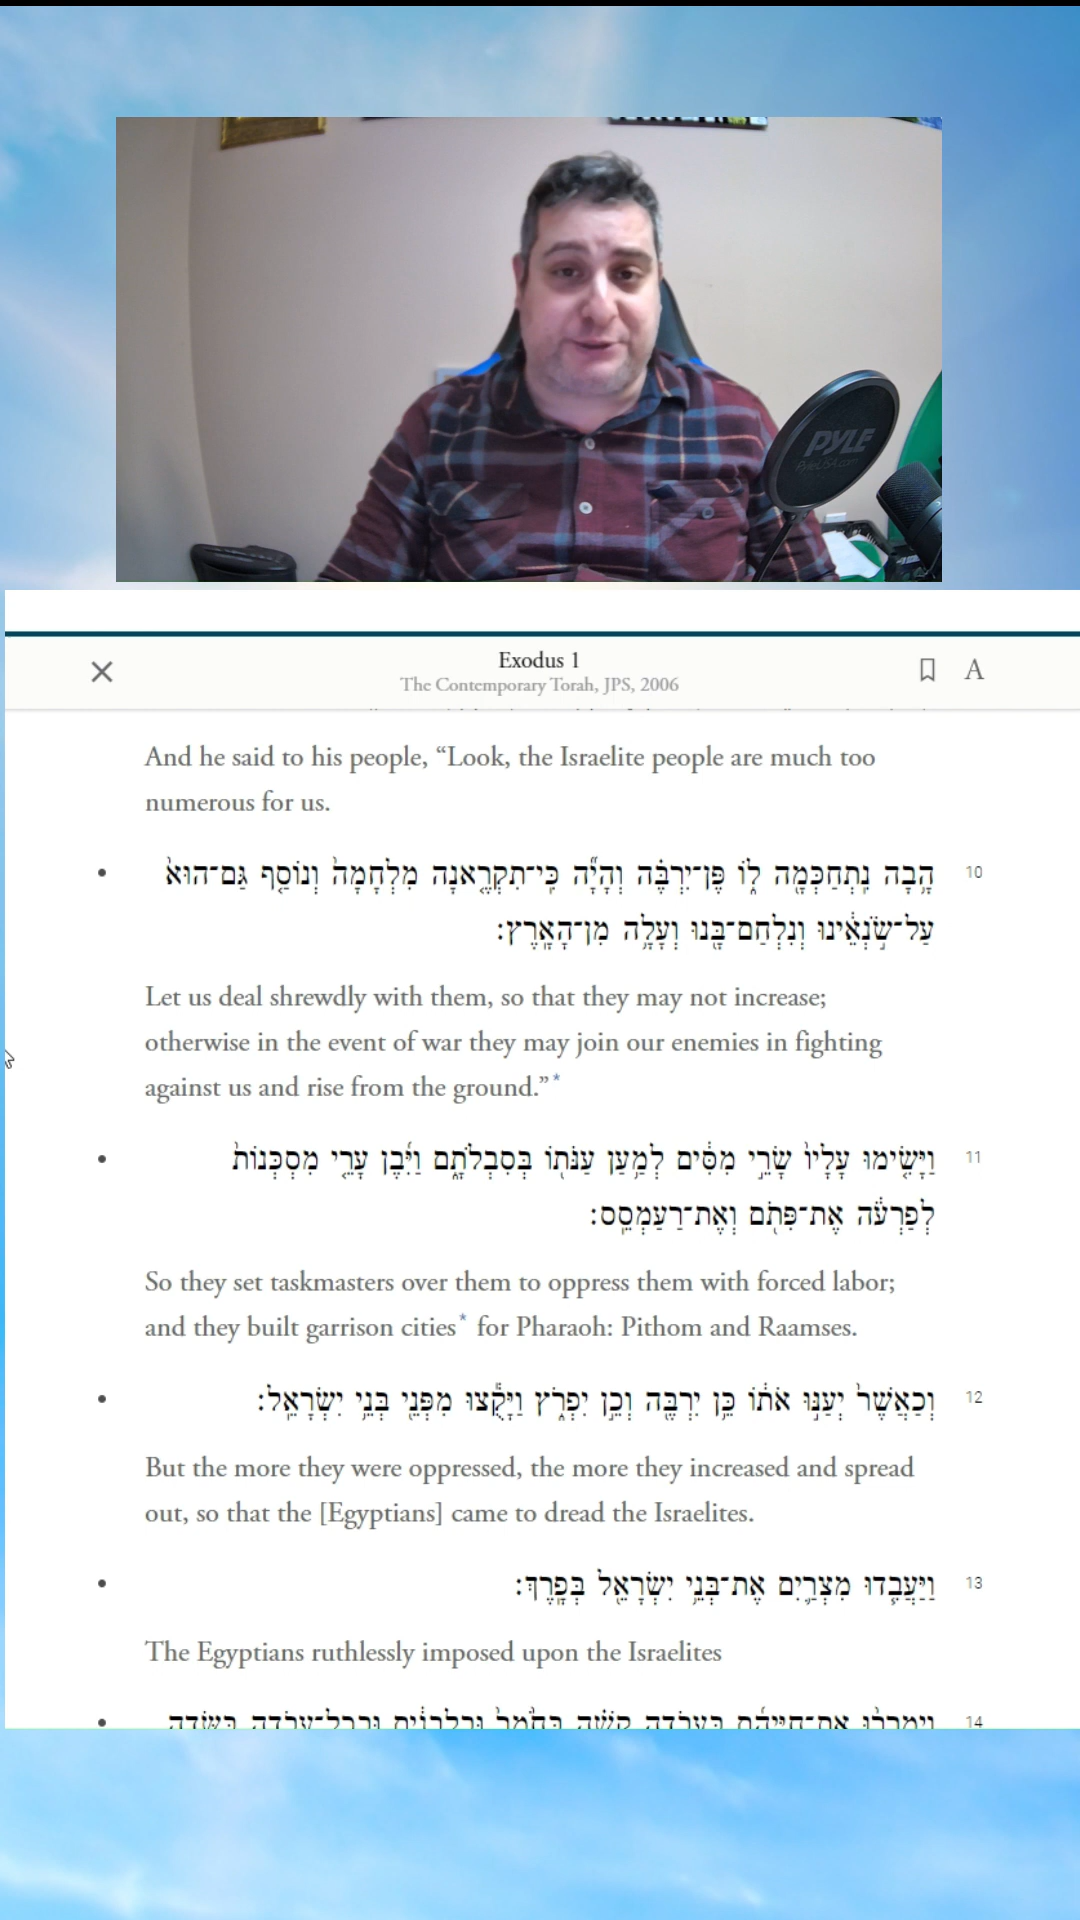 PYLE
PyleUSA.com
Exodus 1
The Contemporary Torah, JPS, 2006
A
And he said to his people, “Look, the Israelite people are much too
numerous for us.
10
הָ֥בָה נִֽתְחַכְּמָ֖ה ל֑וֹ פֶּן־יִרְבֶּ֗ה וְהָיָ֞ה כִּֽי־תִקְרֶ֤אנָה מִלְחָמָה֙ וְנוֹסַ֤ף גַּם־הוּא֙
עַל־שֹׂ֣נְאֵ֔ינוּ וְנִלְחַם־בָּ֖נוּ וְעָלָ֥ה מִן־הָאָֽרֶץ׃
Let us deal shrewdly with them, so that they may not increase;
otherwise in the event of war they may join our enemies in fighting
against us and rise from the ground.”*
11
וַיָּשִׂ֤ימוּ עָלָיו֙ שָׂרֵ֣י מִסִּ֔ים לְמַ֥עַן עַנֹּת֖וֹ בְּסִבְלֹתָ֑ם וַיִּ֜בֶן עָרֵ֤י מִסְכְּנוֹת֙
לְפַרְעֹ֔ה אֶת־פִּתֹ֖ם וְאֶת־רַעַמְסֵֽס׃
So they set taskmasters over them to oppress them with forced labor;
and they built garrison cities* for Pharaoh: Pithom and Raamses.
12
וְכַאֲשֶׁר֙ יְעַנּ֣וּ אֹת֔וֹ כֵּ֥ן יִרְבֶּ֖ה וְכֵ֣ן יִפְרֹ֑ץ וַיָּקֻ֕צוּ מִפְּנֵ֖י בְּנֵ֥י יִשְׂרָאֵֽל׃
But the more they were oppressed, the more they increased and spread
out, so that the [Egyptians] came to dread the Israelites.
13
וַיַּעֲבִ֧דוּ מִצְרַ֛יִם אֶת־בְּנֵ֥י יִשְׂרָאֵ֖ל בְּפָֽרֶךְ׃
The Egyptians ruthlessly imposed upon the Israelites
14